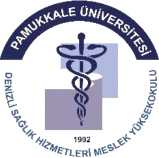 PAMUKKALE ÜNİVERSİTESİ
1992
DENİZLİ SAĞLIK HİZMETLERİ MESLEK YÜKSEKOKULU